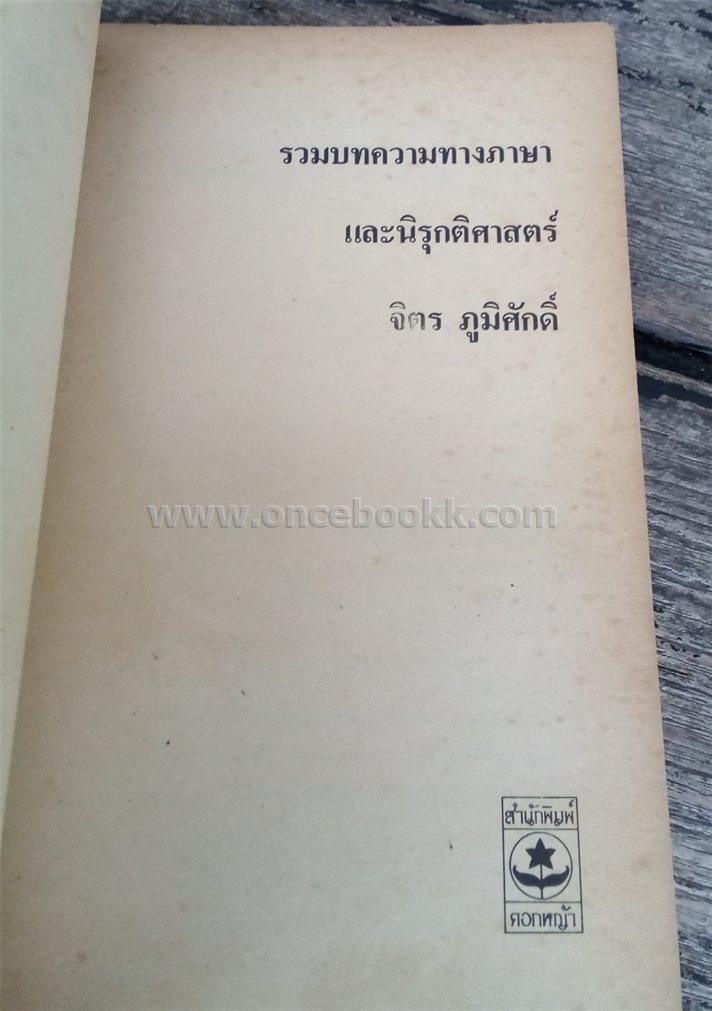 รวมบทความทางภาษา
และนิรุกติศาสตร์
จิตร ภูมิศักดิ์
www.oncebookk.com
สำนักพิมพ์
ดอกหญ้า